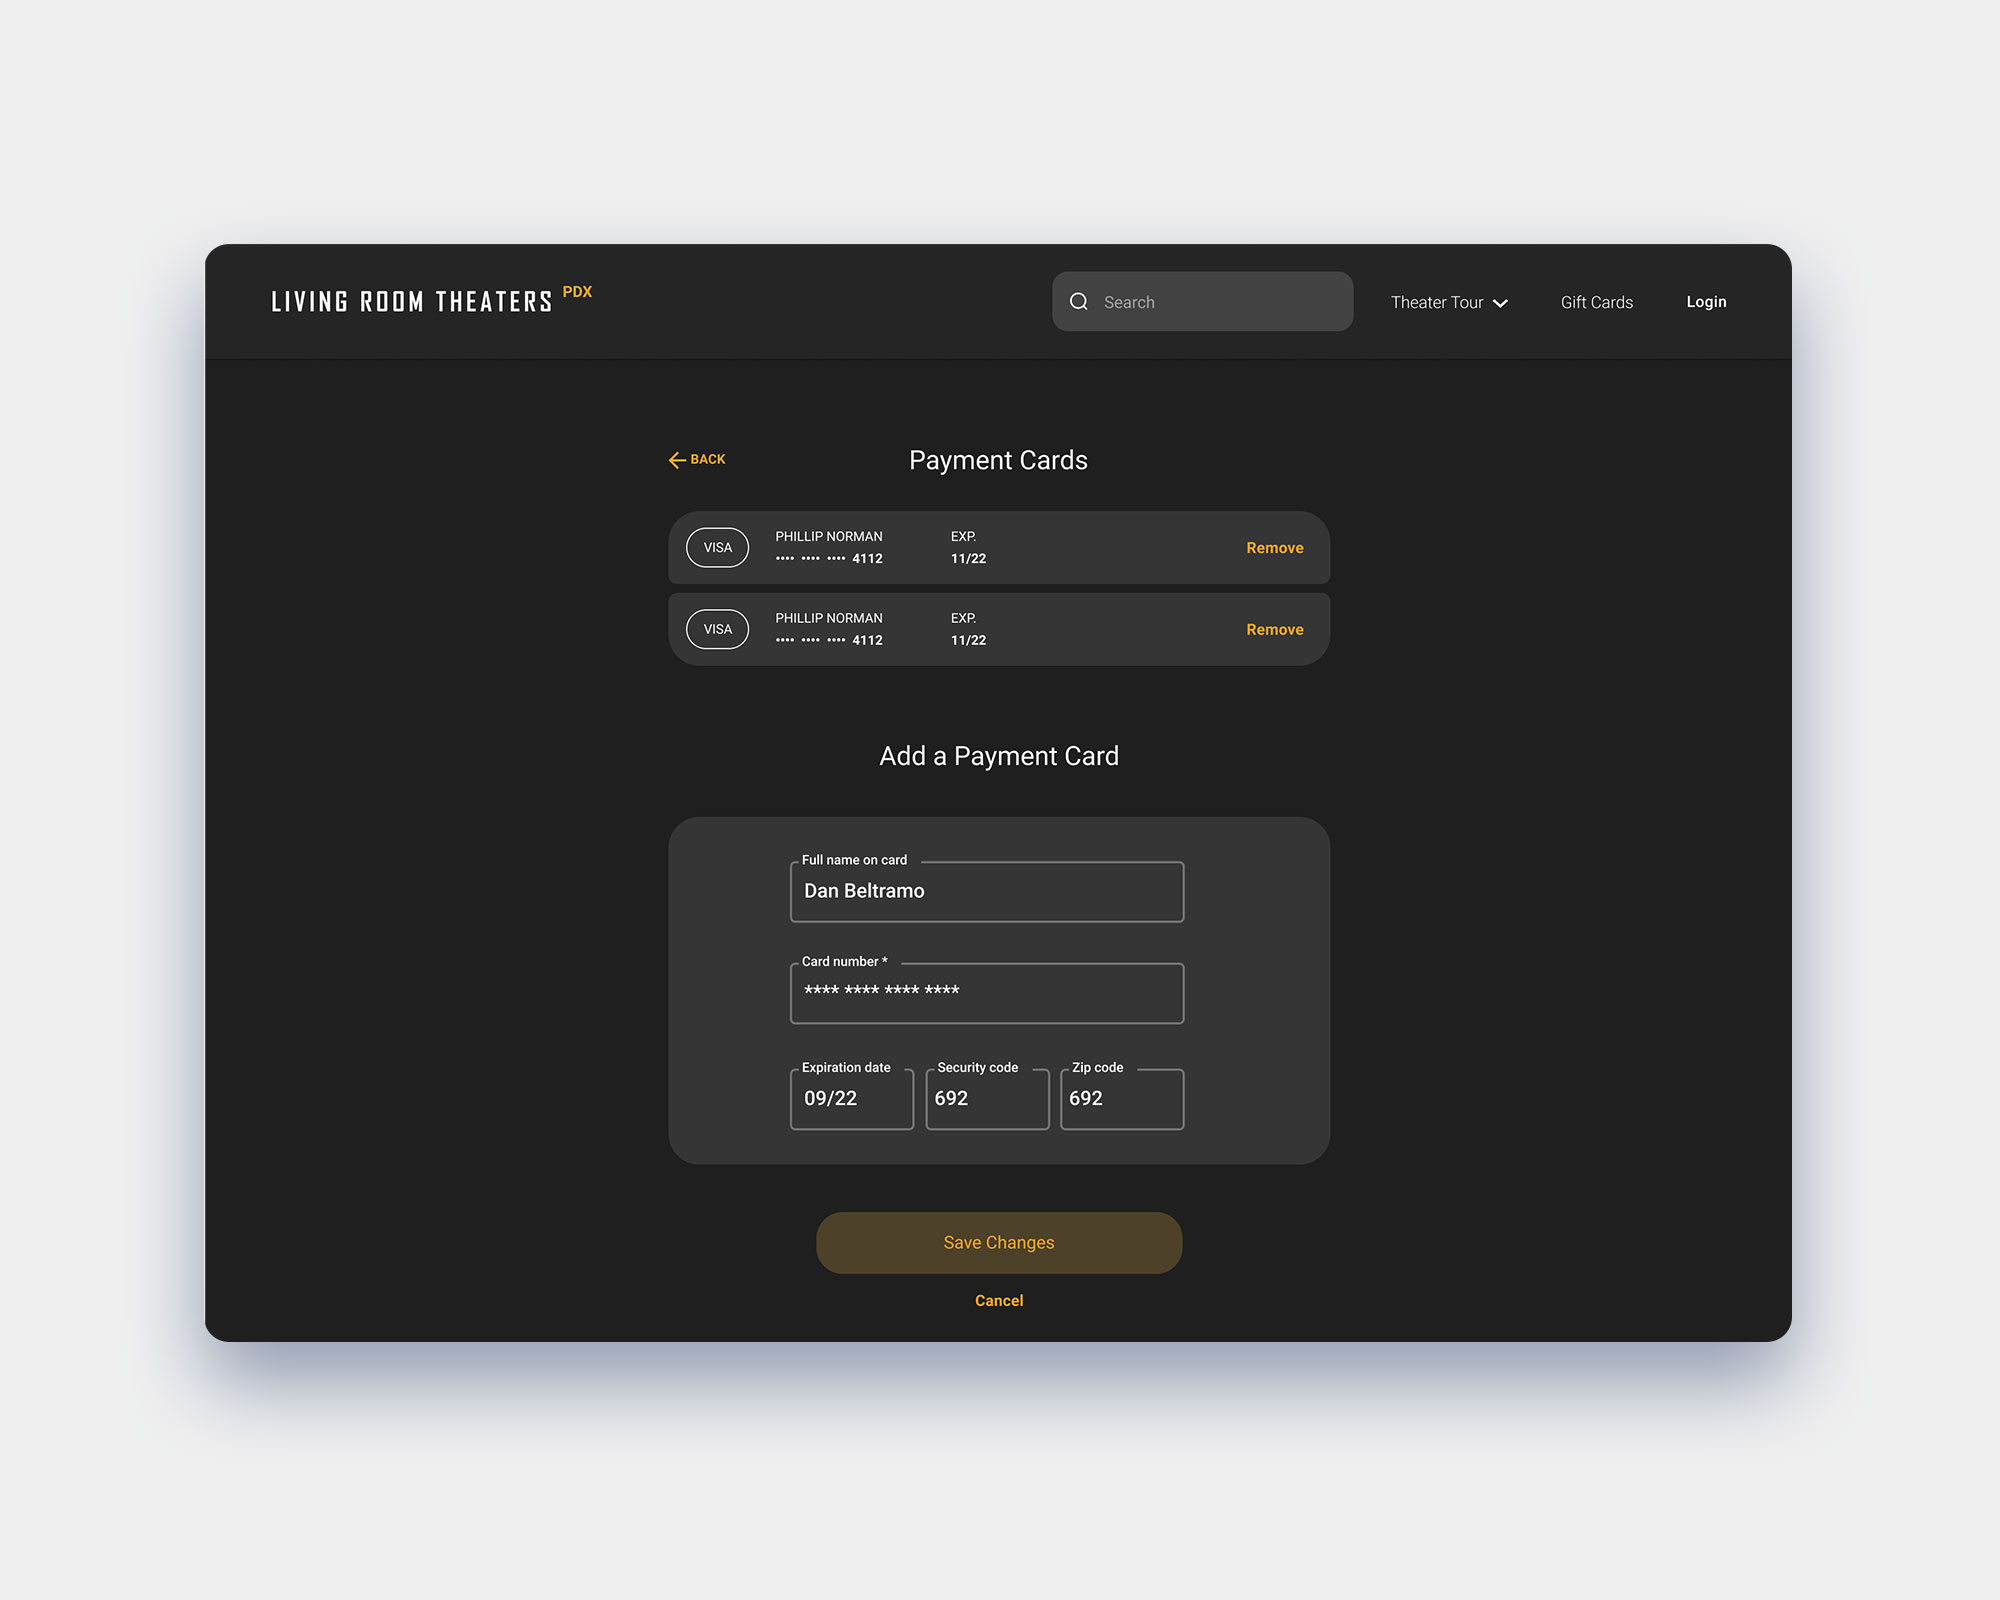 LIVING ROOM THEATERS PDX
Search
Theater Tour
Gift Cards
Login
BACK
Payment Cards
VISA
PHILLIP NORMAN
•••• •••• •••• 4112
EXP.
11/22
Remove
VISA
PHILLIP NORMAN
•••• •••• •••• 4112
EXP.
11/22
Remove
Add a Payment Card
Full name on card
Dan Beltramo
Card number *
**** **** **** ****
Expiration date
09/22
Security code
692
Zip code
692
Save Changes
Cancel